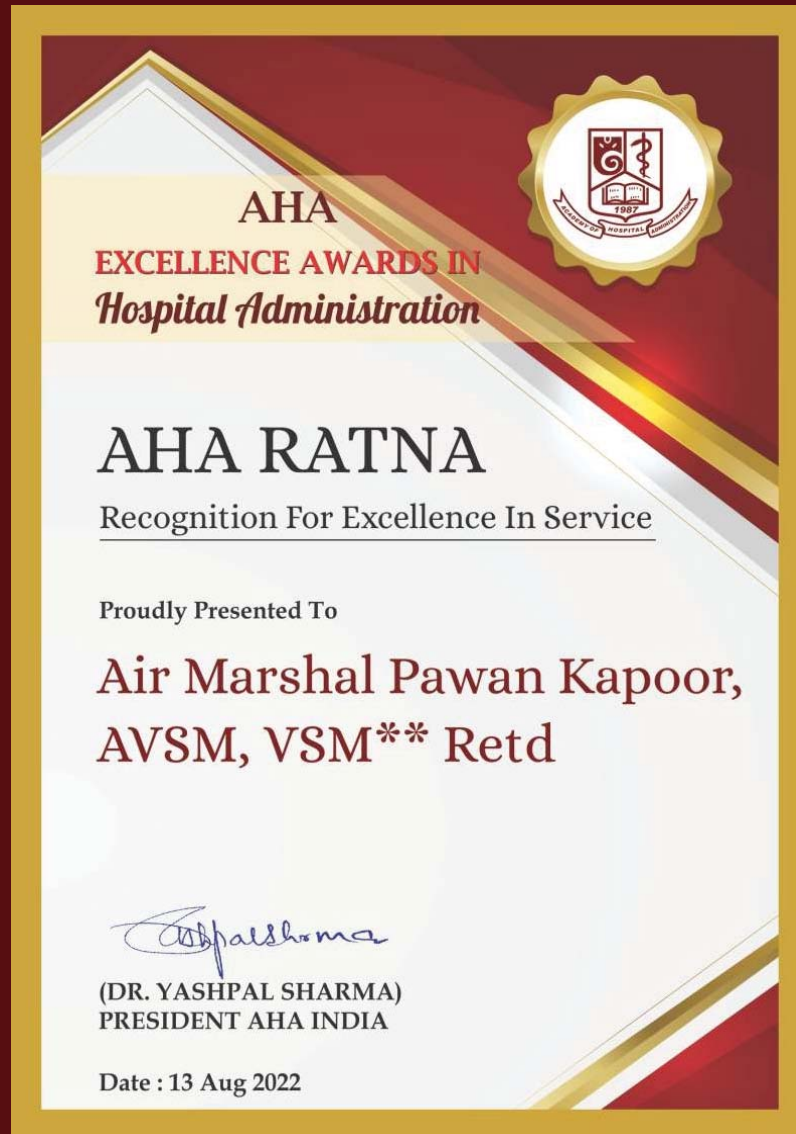 AHA
EXCELLENCE AWARDS IN
Hospital Administration
1987
ACADEMY OF HOSPITAL ADMINISTRATION
AHA RATNA
Recognition For Excellence In Service
Proudly Presented To
Air Marshal Pawan Kapoor,
AVSM, VSM** Retd
Yashpalsharma
(DR. YASHPAL SHARMA)
PRESIDENT AHA INDIA
Date : 13 Aug 2022